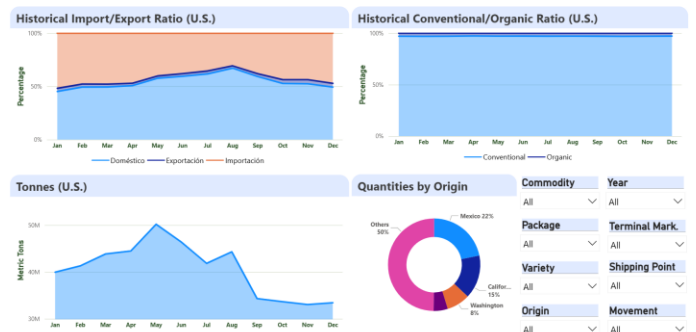 Historical Import/Export Ratio (U.S.)
100%
50%
0%
Percentage
Jan Feb Mar Apr May Jun Jul Aug Sep Oct Nov Dec
Doméstico Exportación Importación
Historical Conventional/Organic Ratio (U.S.)
100%
50%
0%
Percentage
Jan Feb Mar Apr May Jun Jul Aug Sep Oct Nov Dec
Conventional Organic
Tonnes (U.S.)
50M
40M
30M
Metric Tons
Jan Feb Mar Apr May Jun Jul Aug Sep Oct Nov Dec
Quantities by Origin
Mexico 22%
Califor...
15%
Washington
8%
Others
50%
Commodity
All
Year
All
Package
All
Terminal Mark.
All
Variety
All
Shipping Point
All
Origin
All
Movement
All